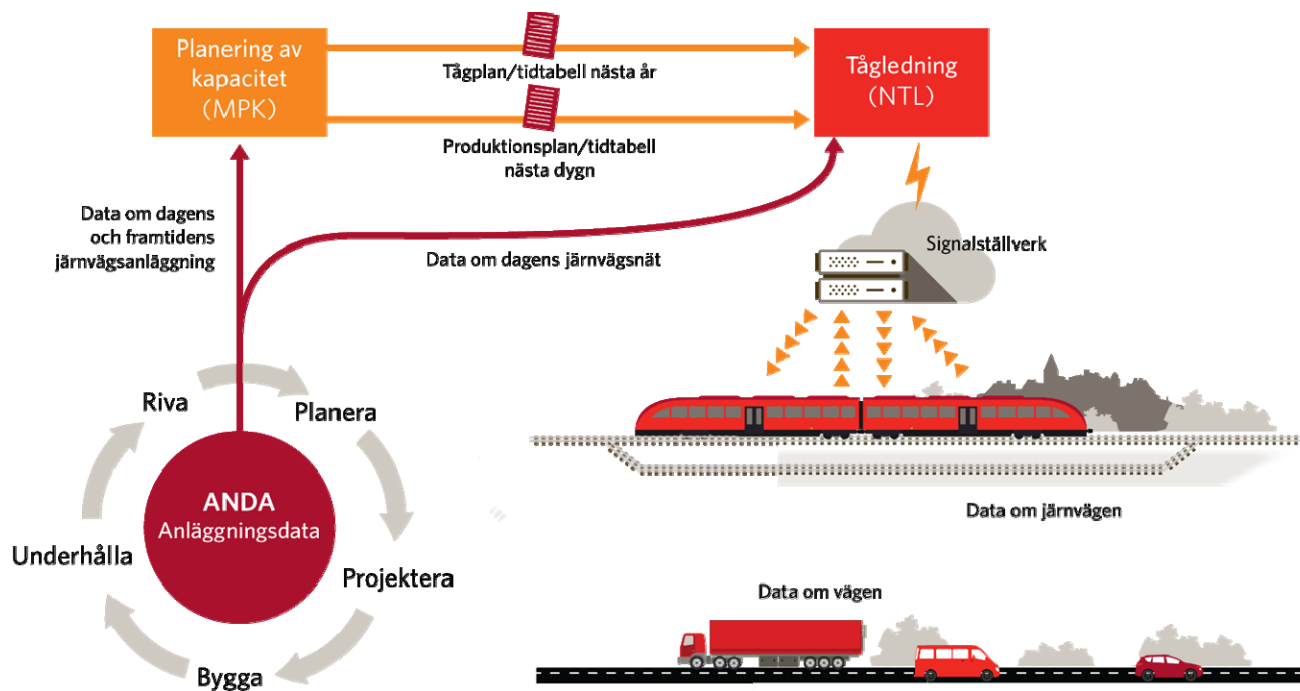 Planering av
kapacitet
(MPK)
Tågplan/tidtabell nästa år
Produktionsplan/tidtabell
nästa dygn
Tågledning
(NTL)
Data om dagens
och framtidens
järnvägsanläggning
Data om dagens järnvägsnät
Signalställverk
Riva
Planera
ANDA
Anläggningsdata
Underhålla
Projektera
Bygga
Data om järnvägen
Data om vägen